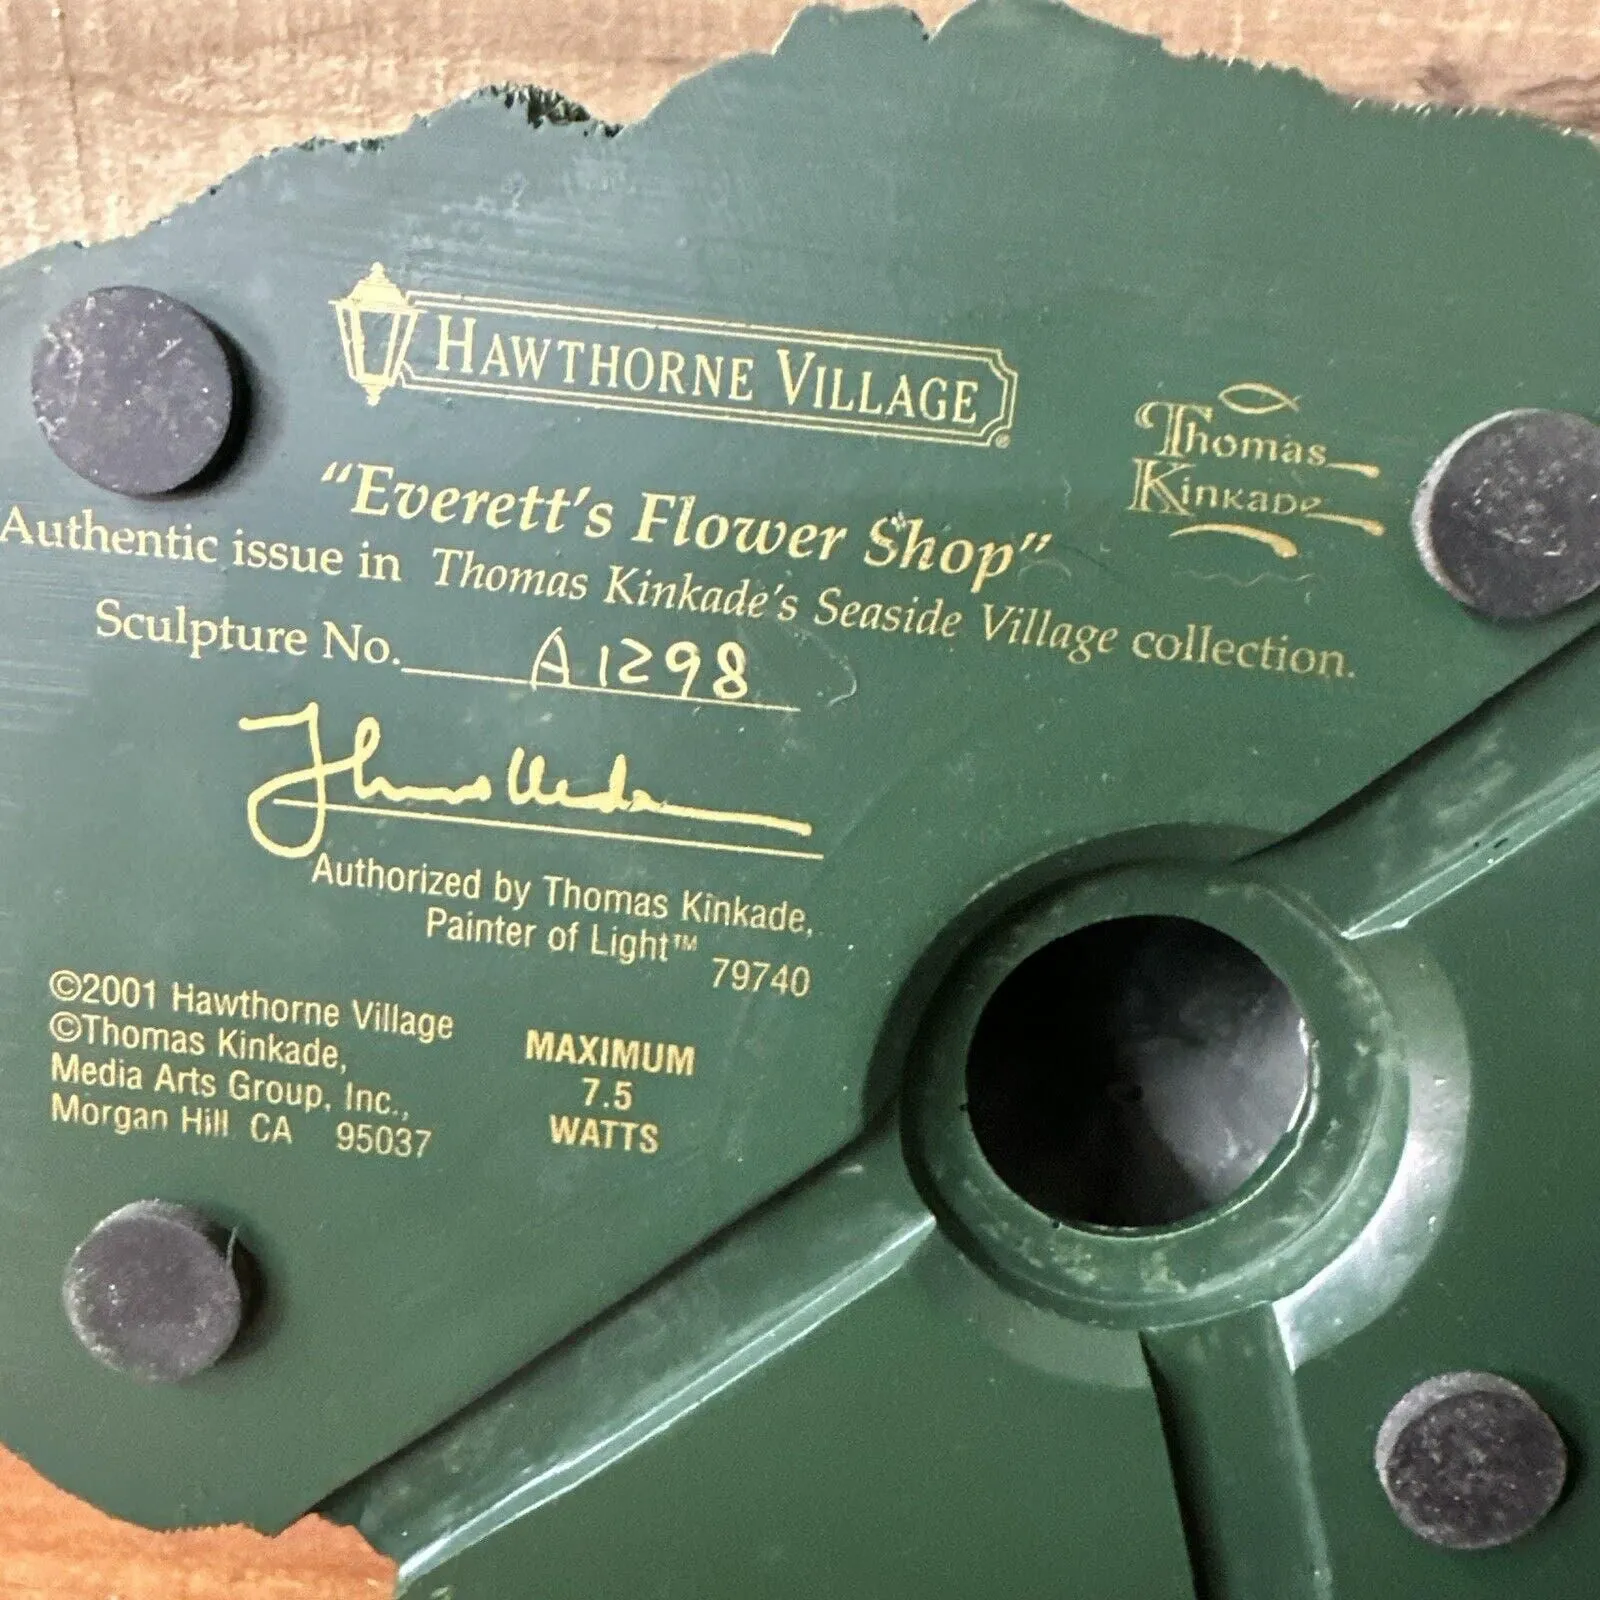 HAWTHORNE VILLAGE®
Thomas
Kinkade
“Everett’s Flower Shop”
Authentic issue in Thomas Kinkade’s Seaside Village collection.
Sculpture No. A1298
Authorized by Thomas Kinkade,
Painter of Light™
79740
©2001 Hawthorne Village
©Thomas Kinkade,
Media Arts Group, Inc.,
Morgan Hill CA 95037
MAXIMUM
7.5
WATTS